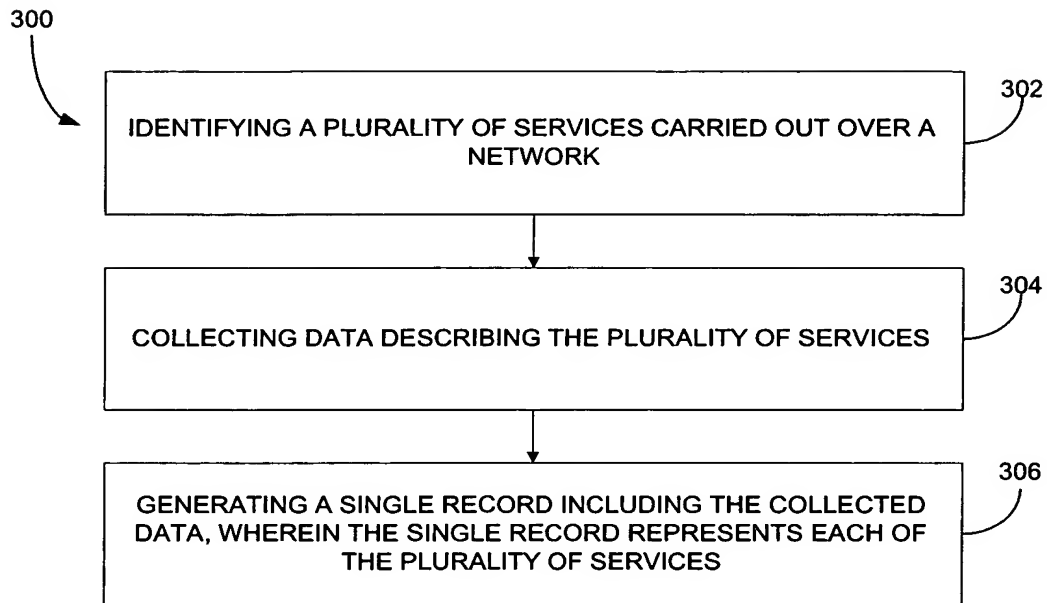 300
302
IDENTIFYING A PLURALITY OF SERVICES CARRIED OUT OVER A
NETWORK
304
COLLECTING DATA DESCRIBING THE PLURALITY OF SERVICES
306
GENERATING A SINGLE RECORD INCLUDING THE COLLECTED
DATA, WHEREIN THE SINGLE RECORD REPRESENTS EACH OF
THE PLURALITY OF SERVICES